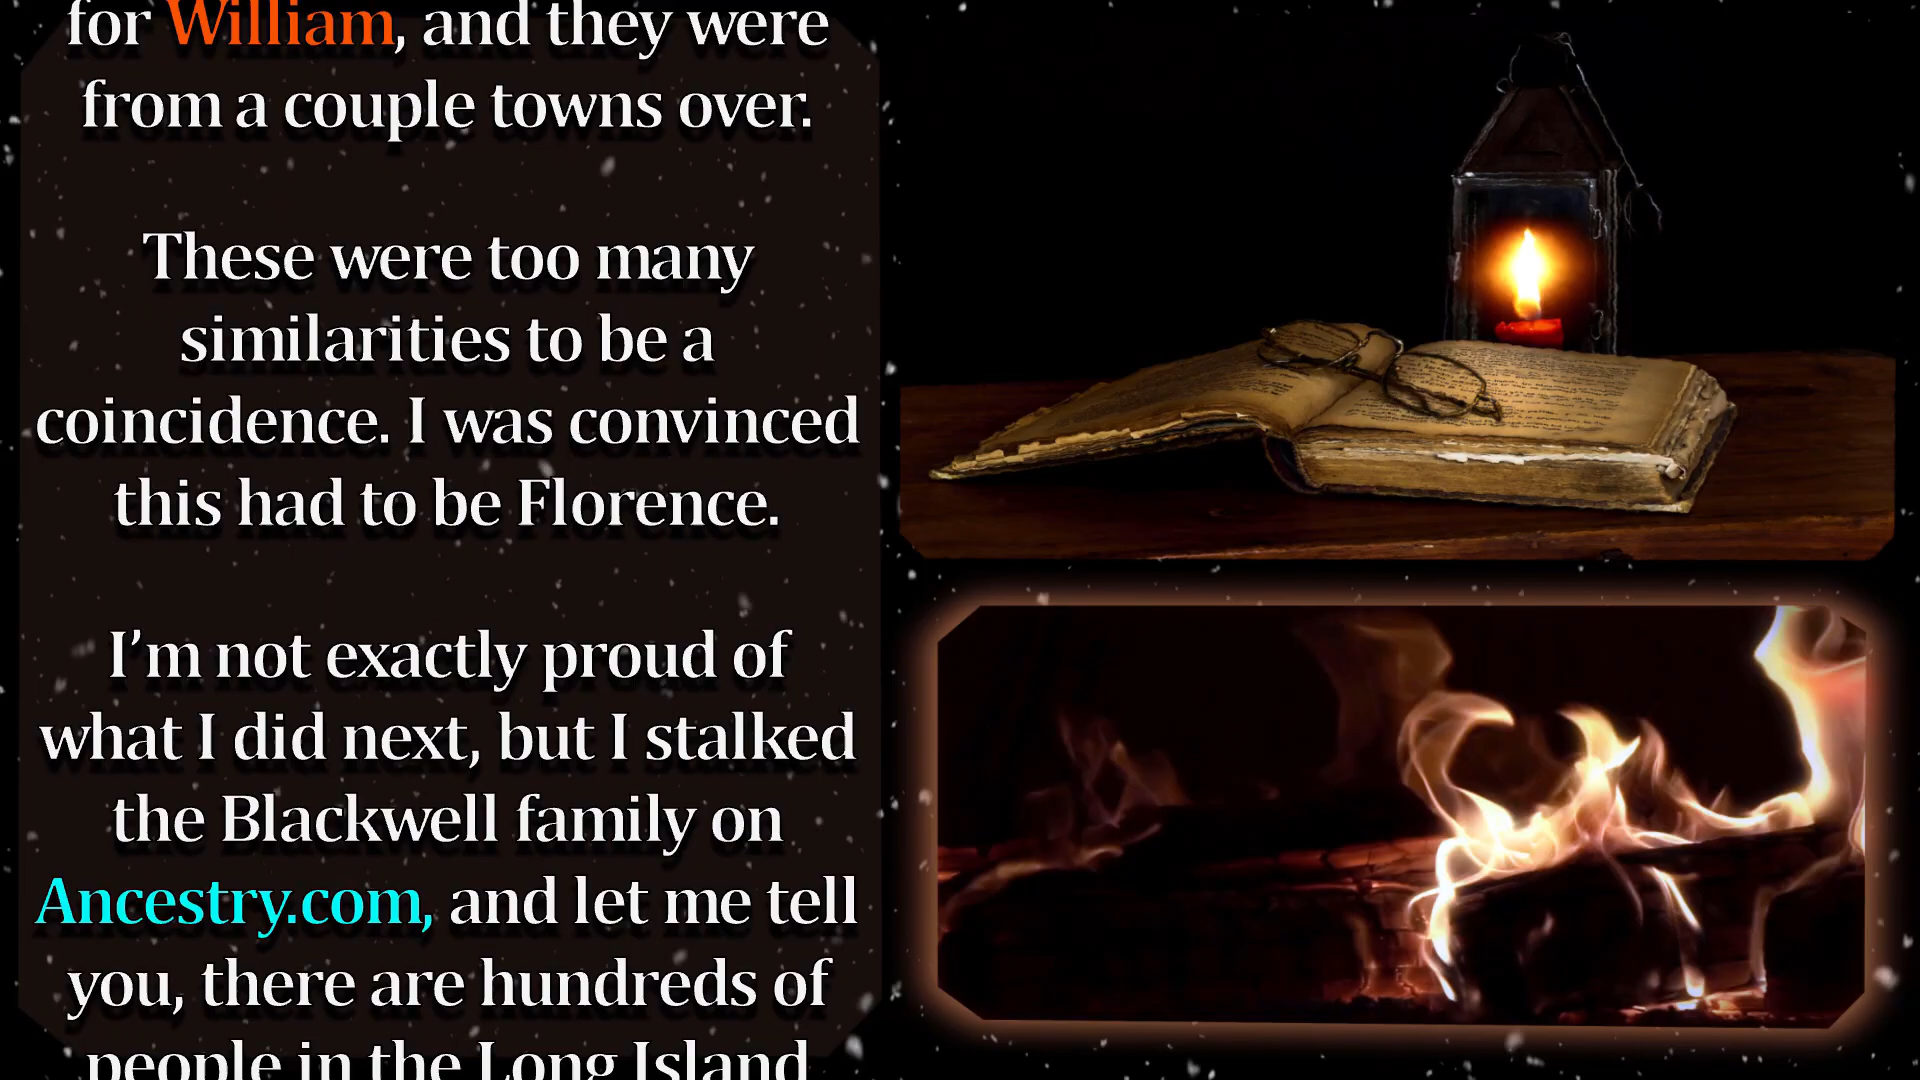 for William, and they were
from a couple towns over.
These were too many
similarities to be a
coincidence. I was convinced
this had to be Florence.
I’m not exactly proud of
what I did next, but I stalked
the Blackwell family on
Ancestry.com, and let me tell
you, there are hundreds of
people in the Long Island